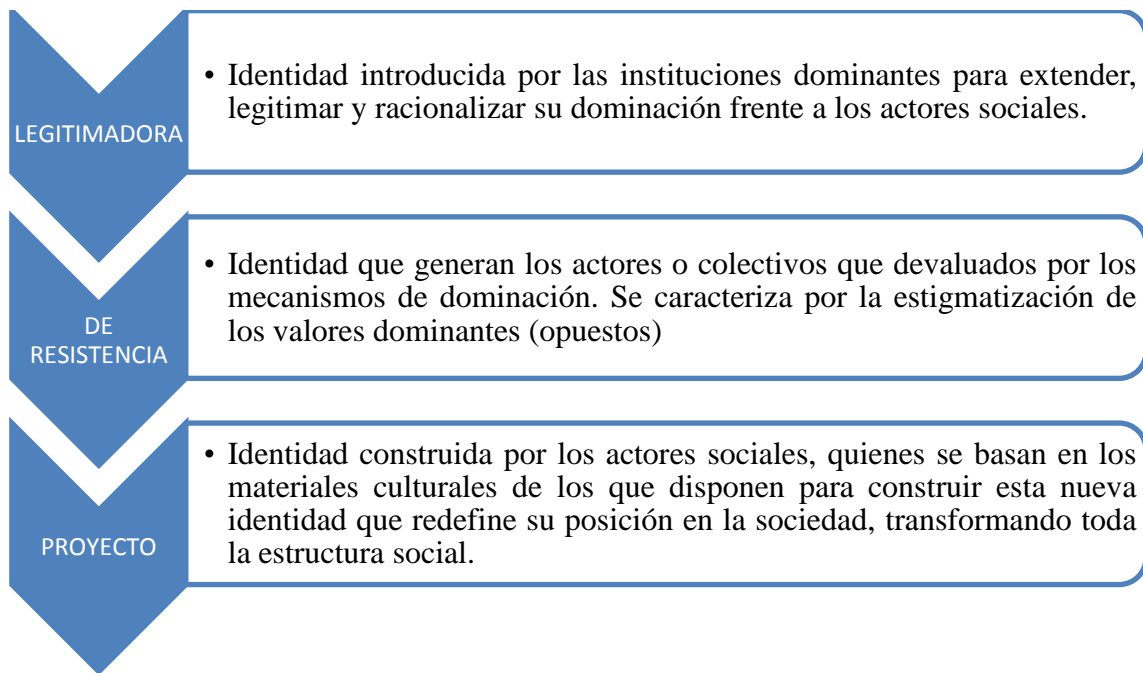 LEGITIMADORA
• Identidad introducida por las instituciones dominantes para extender,
legitimar y racionalizar su dominación frente a los actores sociales.
DE
RESISTENCIA
• Identidad que generan los actores o colectivos que devaluados por los
mecanismos de dominación. Se caracteriza por la estigmatización de
los valores dominantes (opuestos)
PROYECTO
• Identidad construida por los actores sociales, quienes se basan en los
materiales culturales de los que disponen para construir esta nueva
identidad que redefine su posición en la sociedad, transformando toda
la estructura social.